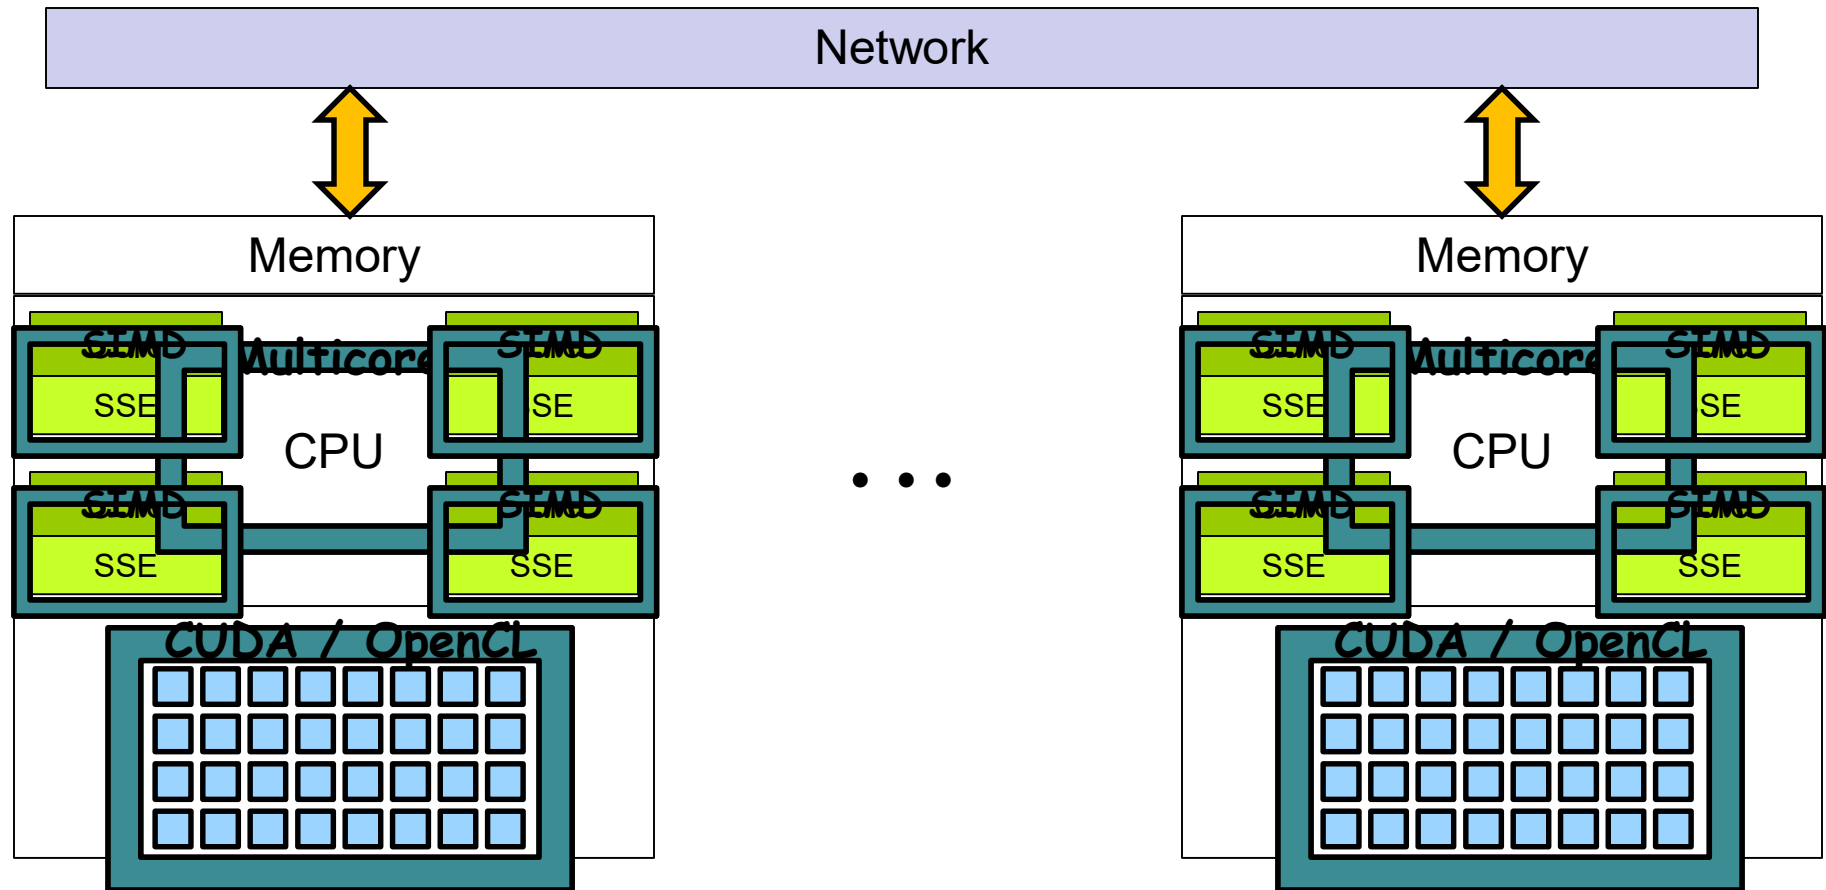 Network
Memory
Memory
SIMD
Multicore
SIMD
SIMD
Multicore
SIMD
SSE
SSE
SSE
SSE
CPU
CPU
SIMD
SIMD
SIMD
SIMD
SSE
SSE
SSE
SSE
CUDA / OpenCL
CUDA / OpenCL